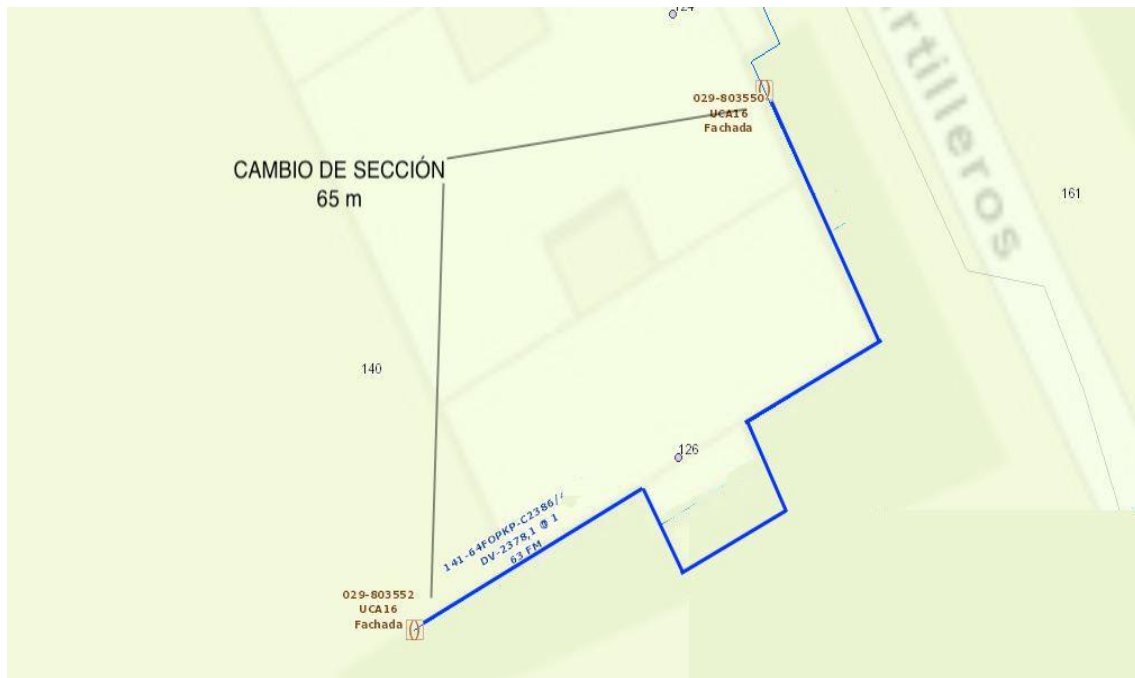 124
rtilleros
029-803550
UCA16
Fachada
CAMBIO DE SECCIÓN
65 m
161
140
126
141-64FOPKP-C2386//
DV-2378,1 @ 1
63 FM
029-803552
UCA16
Fachada